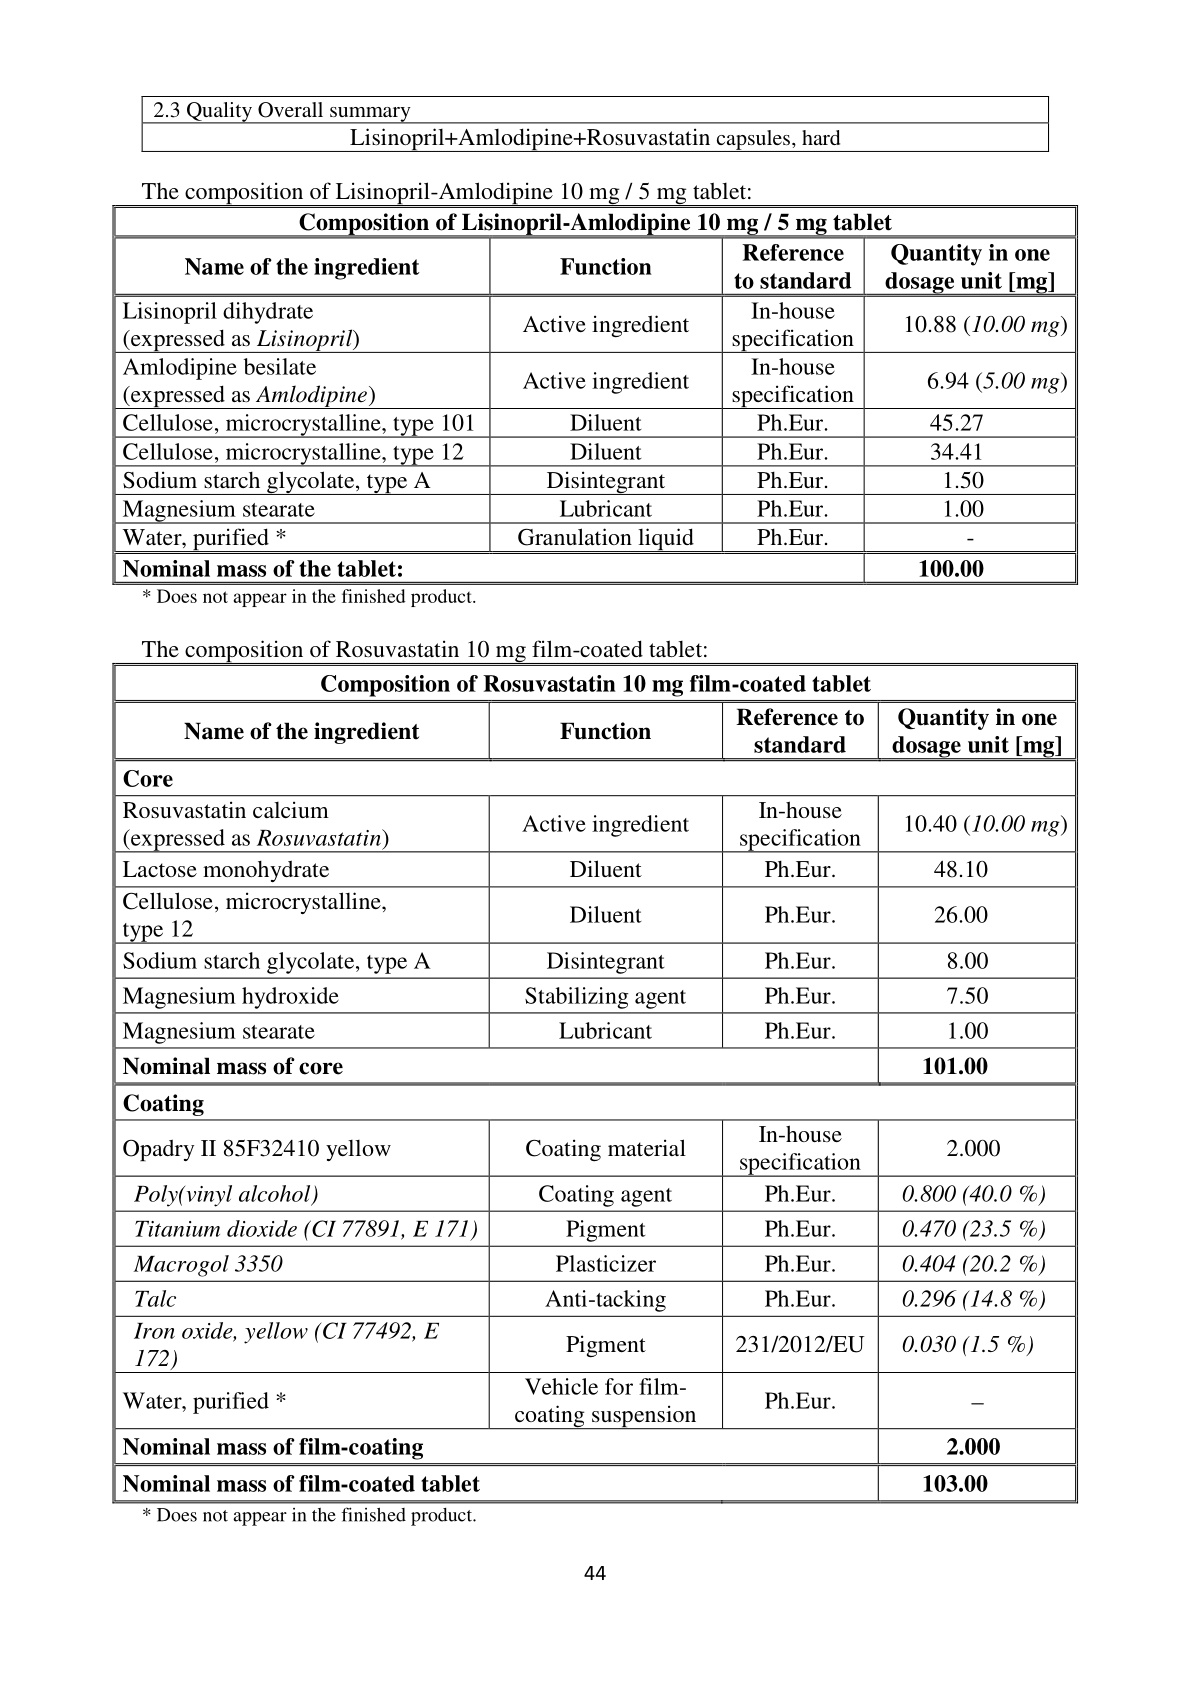 2.3 Quality Overall summary
Lisinopril+Amlodipine+Rosuvastatin capsules, hard
The composition of Lisinopril-Amlodipine 10 mg / 5 mg tablet:
Composition of Lisinopril-Amlodipine 10 mg / 5 mg tablet
Name of the ingredient Function Reference to standard Quantity in one dosage unit [mg]
Lisinopril dihydrate (expressed as Lisinopril) Active ingredient In-house specification 10.88 (10.00 mg)
Amlodipine besilate (expressed as Amlodipine) Active ingredient In-house specification 6.94 (5.00 mg)
Cellulose, microcrystalline, type 101 Diluent Ph.Eur. 45.27
Cellulose, microcrystalline, type 12 Diluent Ph.Eur. 34.41
Sodium starch glycolate, type A Disintegrant Ph.Eur. 1.50
Magnesium stearate Lubricant Ph.Eur. 1.00
Water, purified * Granulation liquid Ph.Eur. -
Nominal mass of the tablet: 100.00
* Does not appear in the finished product.
The composition of Rosuvastatin 10 mg film-coated tablet:
Composition of Rosuvastatin 10 mg film-coated tablet
Name of the ingredient Function Reference to standard Quantity in one dosage unit [mg]
Core
Rosuvastatin calcium (expressed as Rosuvastatin) Active ingredient In-house specification 10.40 (10.00 mg)
Lactose monohydrate Diluent Ph.Eur. 48.10
Cellulose, microcrystalline, type 12 Diluent Ph.Eur. 26.00
Sodium starch glycolate, type A Disintegrant Ph.Eur. 8.00
Magnesium hydroxide Stabilizing agent Ph.Eur. 7.50
Magnesium stearate Lubricant Ph.Eur. 1.00
Nominal mass of core 101.00
Coating
Opadry II 85F32410 yellow Coating material In-house specification 2.000
Poly(vinyl alcohol) Coating agent Ph.Eur. 0.800 (40.0 %)
Titanium dioxide (CI 77891, E 171) Pigment Ph.Eur. 0.470 (23.5 %)
Macrogol 3350 Plasticizer Ph.Eur. 0.404 (20.2 %)
Talc Anti-tacking Ph.Eur. 0.296 (14.8 %)
Iron oxide, yellow (CI 77492, E 172) Pigment 231/2012/EU 0.030 (1.5 %)
Water, purified * Vehicle for film-coating suspension Ph.Eur. –
Nominal mass of film-coating 2.000
Nominal mass of film-coated tablet 103.00
* Does not appear in the finished product.
44